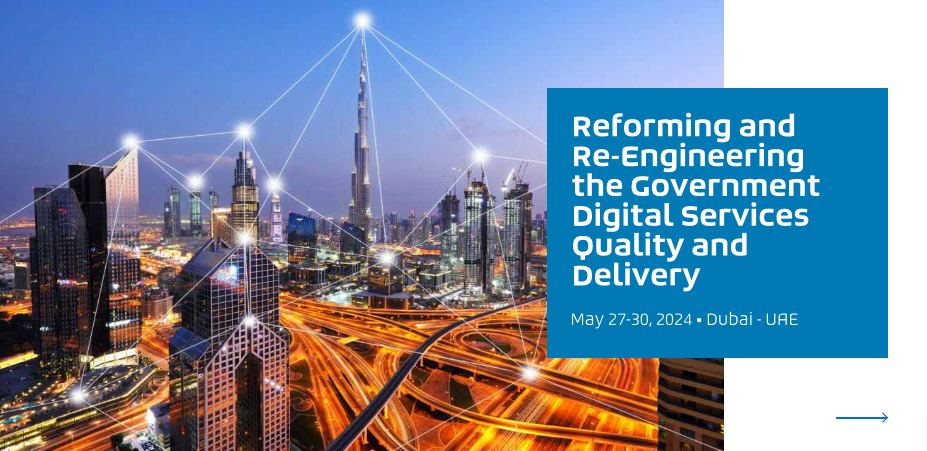 Reforming and
Re-Engineering
the Government
Digital Services
Quality and
Delivery
May 27-30, 2024 • Dubai - UAE